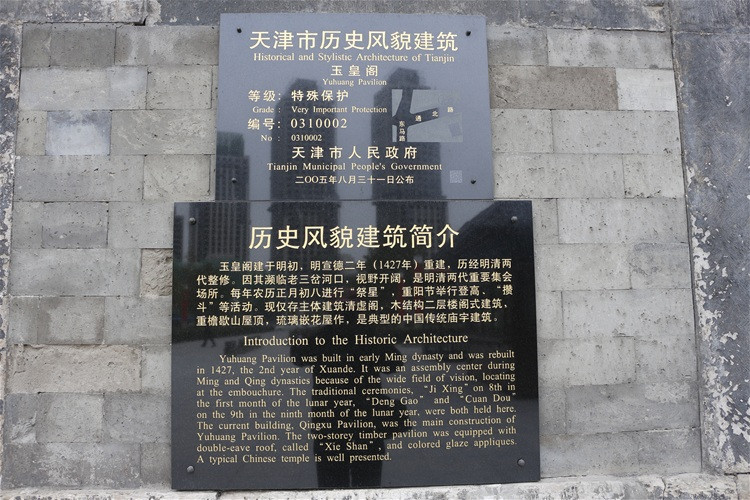 天津市历史风貌建筑
Historical and Stylistic Architecture of Tianjin
玉皇阁
Yuhuang Pavilion
等级： 特殊保护
Grade : Very Important Protection
编号： 0310002
No : 0310002
通 北 路
东马路
天津市人民政府
Tianjin Municipal People's Government
二〇〇五年八月三十一日公布
历史风貌建筑简介
玉皇阁建于明初，明宣德二年（1427年）重建，历经明清两
代整修。因其濒临老三岔河口，视野开阔，是明清两代重要集会
场所。每年农历正月初八进行“祭星”，重阳节举行登高、“攒
斗”等活动。现仅存主体建筑清虚阁，木结构二层楼阁式建筑，
重檐歇山屋顶，琉璃嵌花屋作，是典型的中国传统庙宇建筑。
Introduction to the Historic Architecture
Yuhuang Pavilion was built in early Ming dynasty and was rebuilt
in 1427, the 2nd year of Xuande. It was an assembly center during
Ming and Qing dynasties because of the wide field of vision, locating
at the embouchure. The traditional ceremonies, “Ji Xing” on 8th in
the first month of the lunar year, “Deng Gao” and “Cuan Dou”
on the 9th in the ninth month of the lunar year, were both held here.
The current building, Qingxu Pavilion, was the main construction of
Yuhuang Pavilion. The two-storey timber pavilion was equipped with
double-eave roof, called “Xie Shan”, and colored glaze appliques.
A typical Chinese temple is well presented.